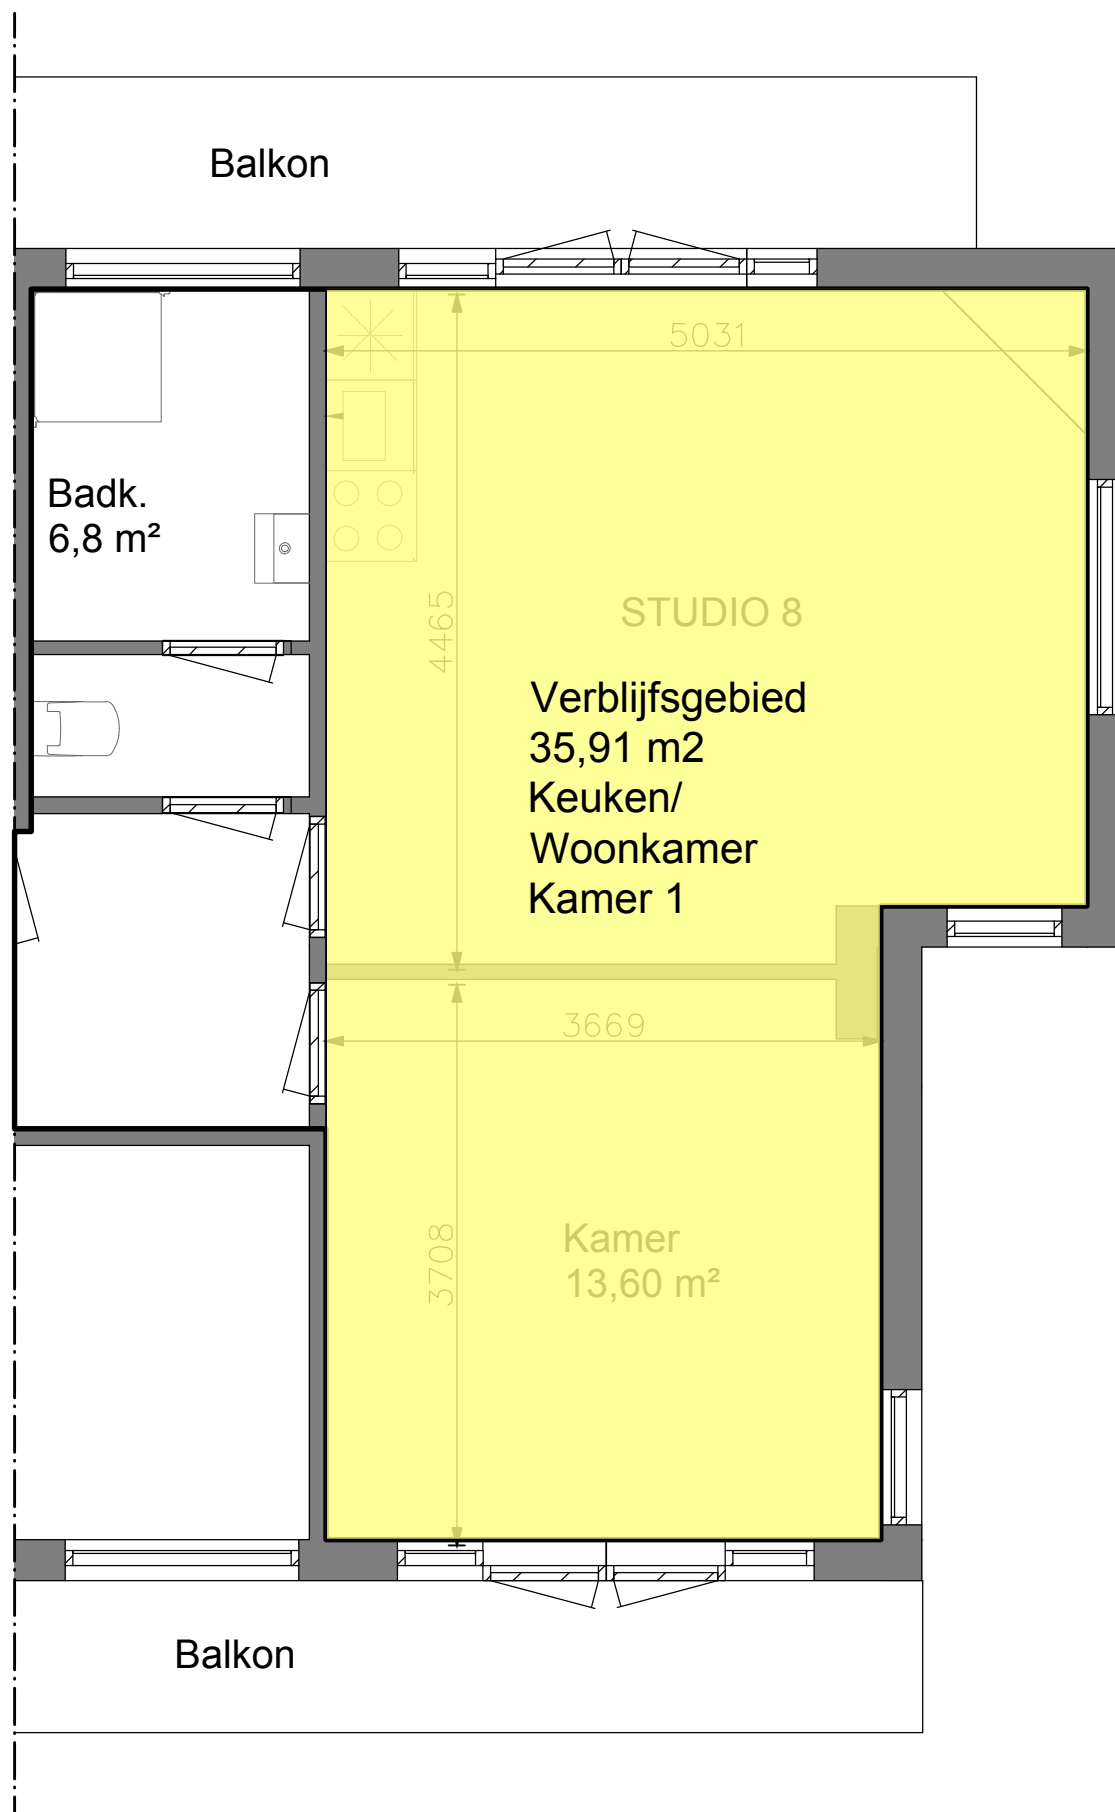 Balkon
5031
Badk.
6,8 m²
4465
STUDIO 8
Verblijfsgebied
35,91 m2
Keuken/
Woonkamer
Kamer 1
3669
3708
Kamer
13,60 m²
Balkon